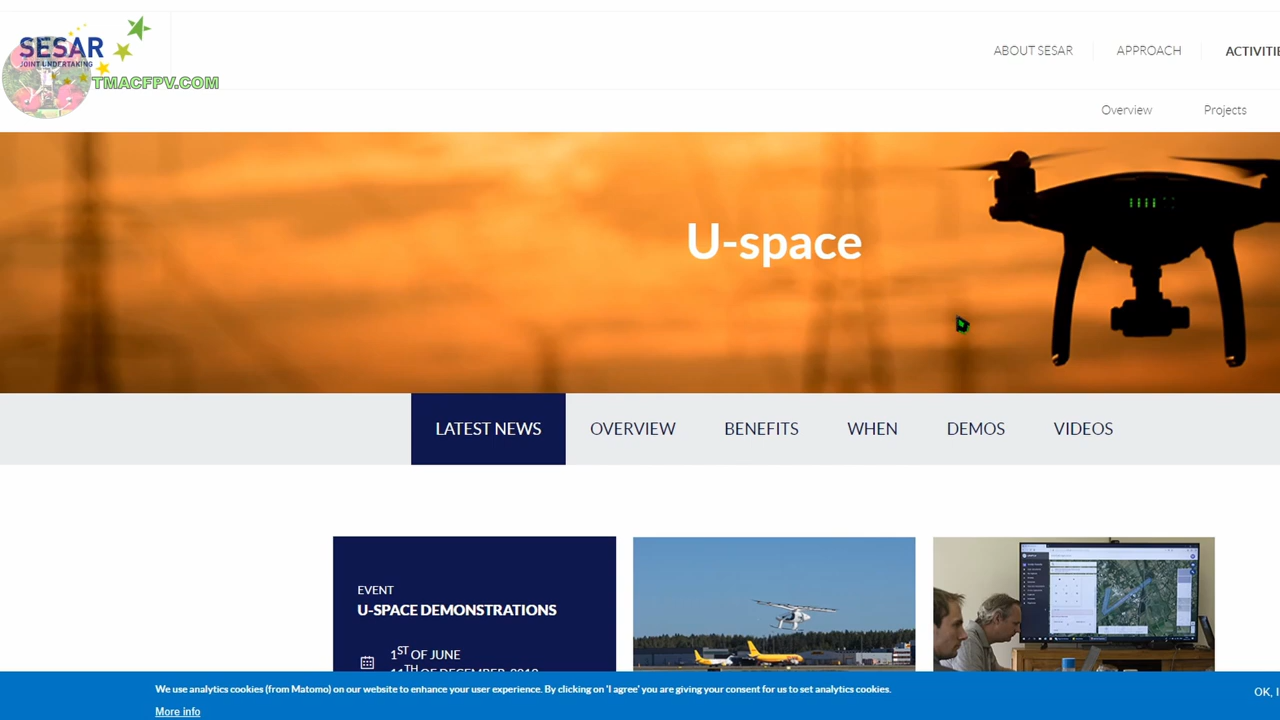 SESAR
JOINT UNDERTAKING
TMACFPV.COM
ABOUT SESAR
APPROACH
Overview
Projects
U-space
LATEST NEWS
OVERVIEW
BENEFITS
WHEN
DEMOS
VIDEOS
EVENT
U-SPACE DEMONSTRATIONS
1ST OF JUNE
We use analytics cookies (from Matomo) on our website to enhance your user experience. By clicking on 'I agree' you are giving your consent for us to set analytics cookies.
OK, I
More info